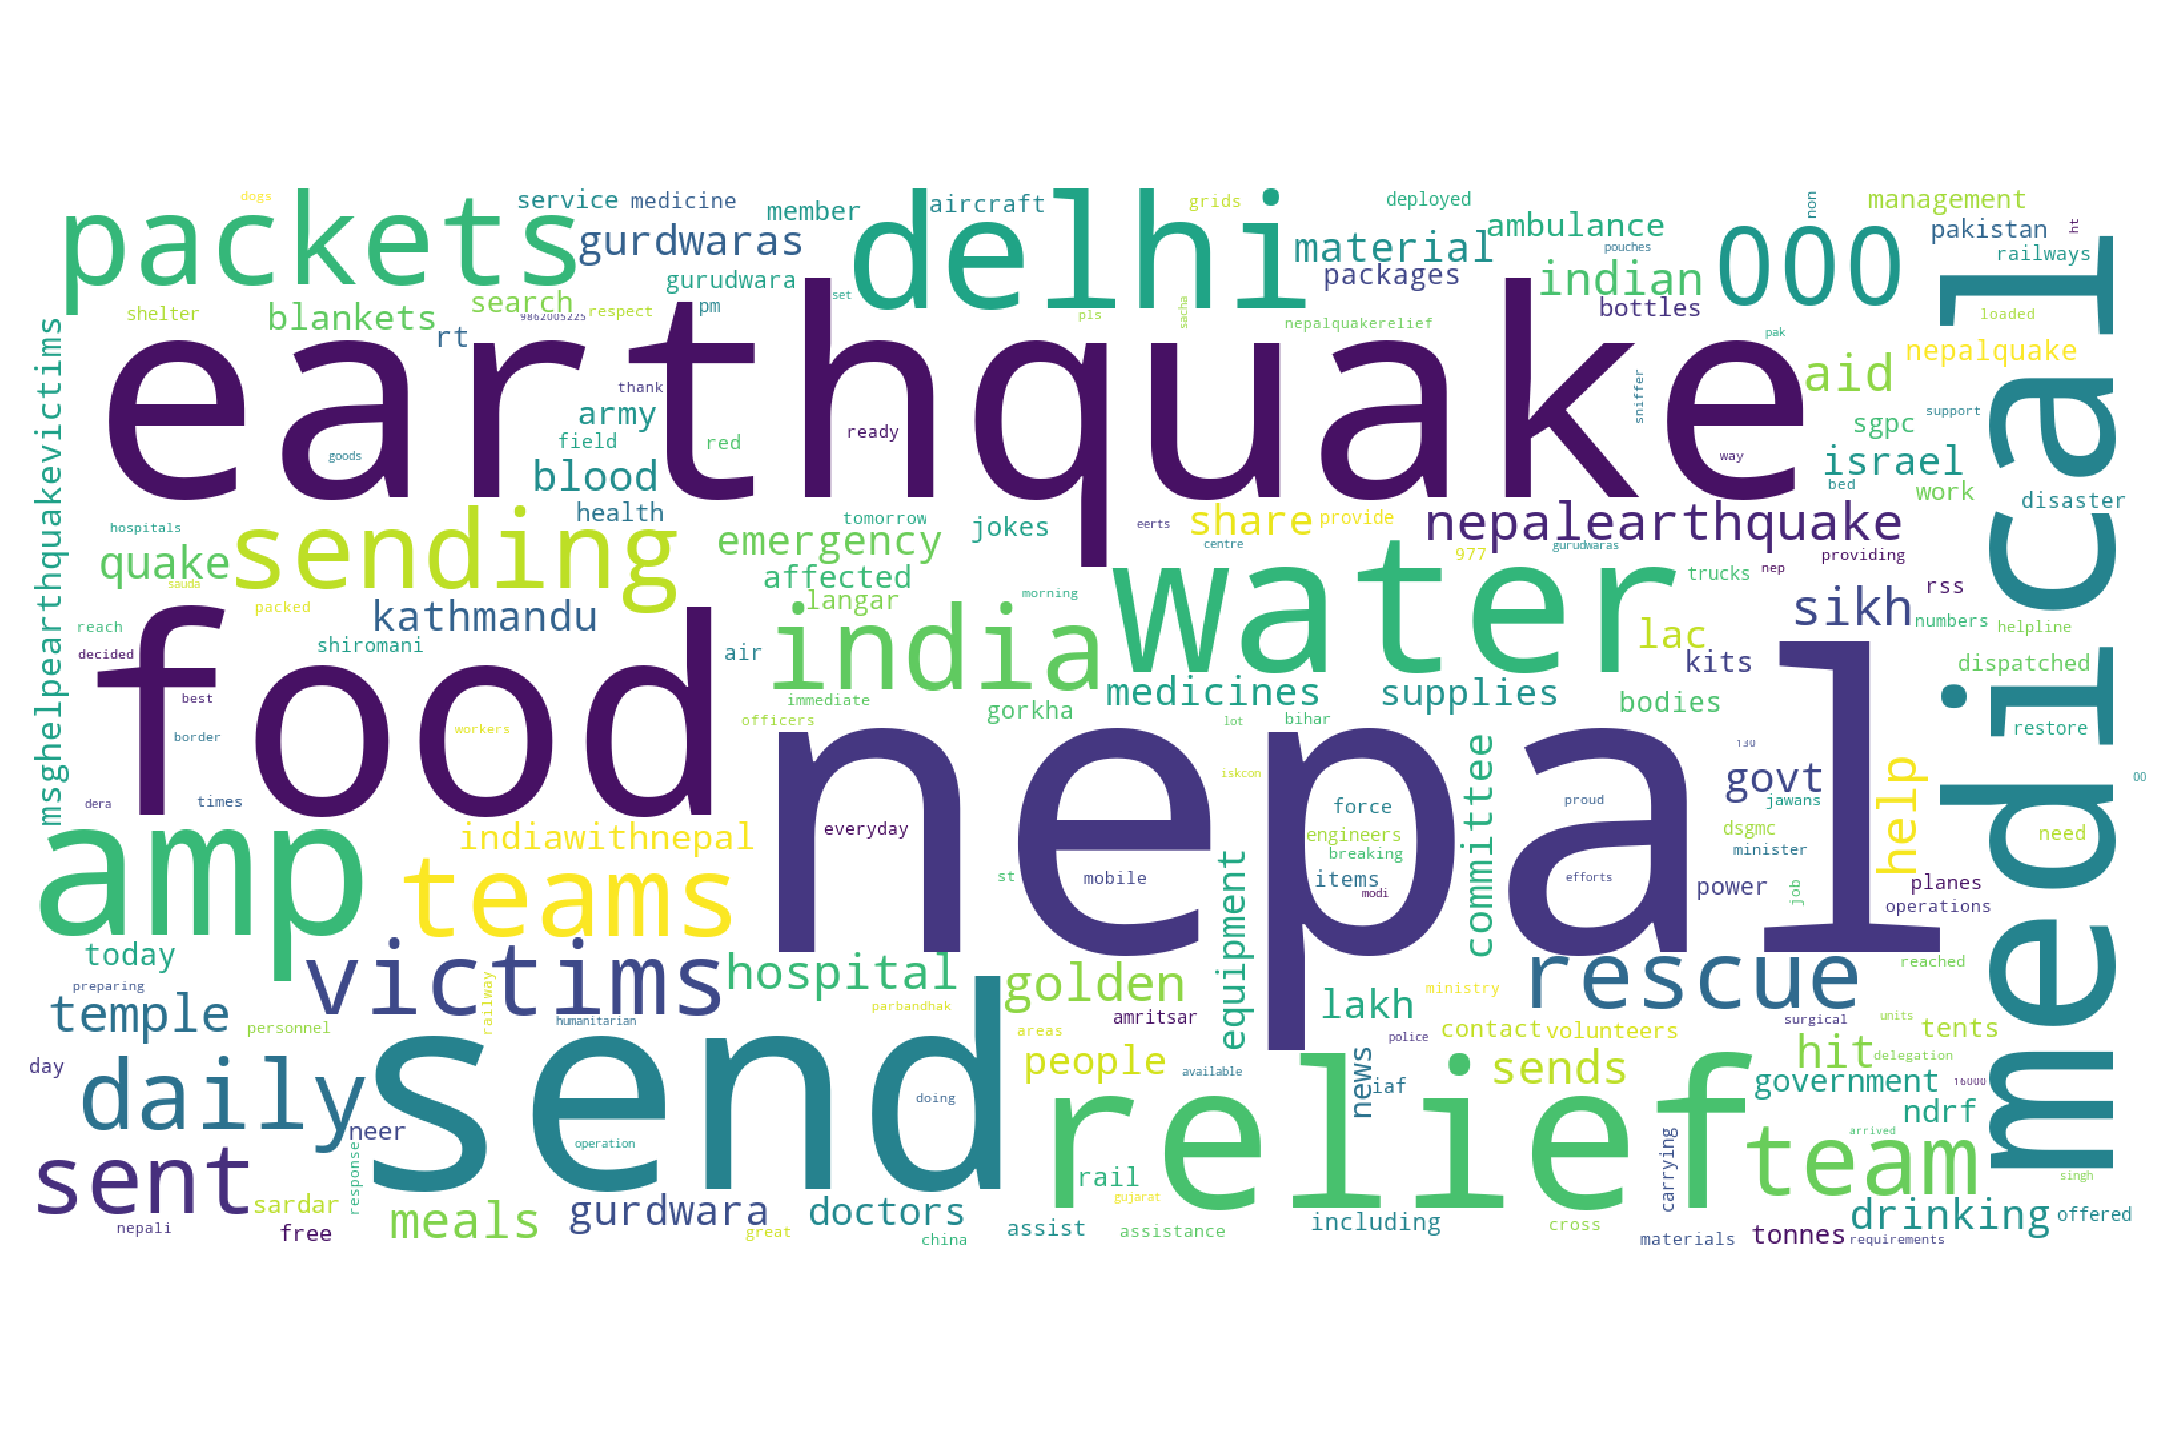 dogs
service
medicine
member
aircraft
grids
deployed
non
management
packets
gurdwaras
delhi
material
ambulance
000
pakistan
ht
gurudwara
packages
pouches
indian
railways
shelter
blankets
search
respect
pm
set
sacha
pls
bottles
loaded
rt
9862005225
nepalquakerelief
pak
nepalquake
msghelpearthquakevictims
earthquake
medical
thank
army
aid
sniffer
support
field
red
ready
sgpc
goods
way
blood
israel
bed
work
health
disaster
hospitals
sending
tomorrow
jokes
eerts
share
provide
nepalearthquake
quake
emergency
centre
977
gurudwaras
providing
sauda
affected
water
trucks
nep
packed
kathmandu
langar
morning
rss
sikh
reach
numbers
helpline
shiromani
india
lac
decided
air
kits
dispatched
food
best
immediate
medicines
supplies
bodies
gorkha
border
workers
officers
lot
bihar
nepal
130
restore
iskcon
committee
govt
help
00
dera
times
force
proud
jawans
amp
indiawithnepal
everyday
engineers
dsgmc
need
breaking
minister
teams
st
mobile
equipment
items
modi
efforts
power
job
planes
operations
today
victims
hospital
golden
rescue
reached
preparing
temple
railway
parbandhak
lakh
ministry
personnel
humanitarian
send
amritsar
areas
police
contact
volunteers
surgical
units
tents
day
daily
people
available
news
iaf
sends
hit
delegation
government
16000
doing
relief
ndrf
neer
operation
arrived
sent
response
rail
carrying
team
singh
sardar
meals
gurdwara
doctors
gujarat
drinking
offered
nepali
free
great
china
assist
assistance
including
cross
materials
tonnes
requirements